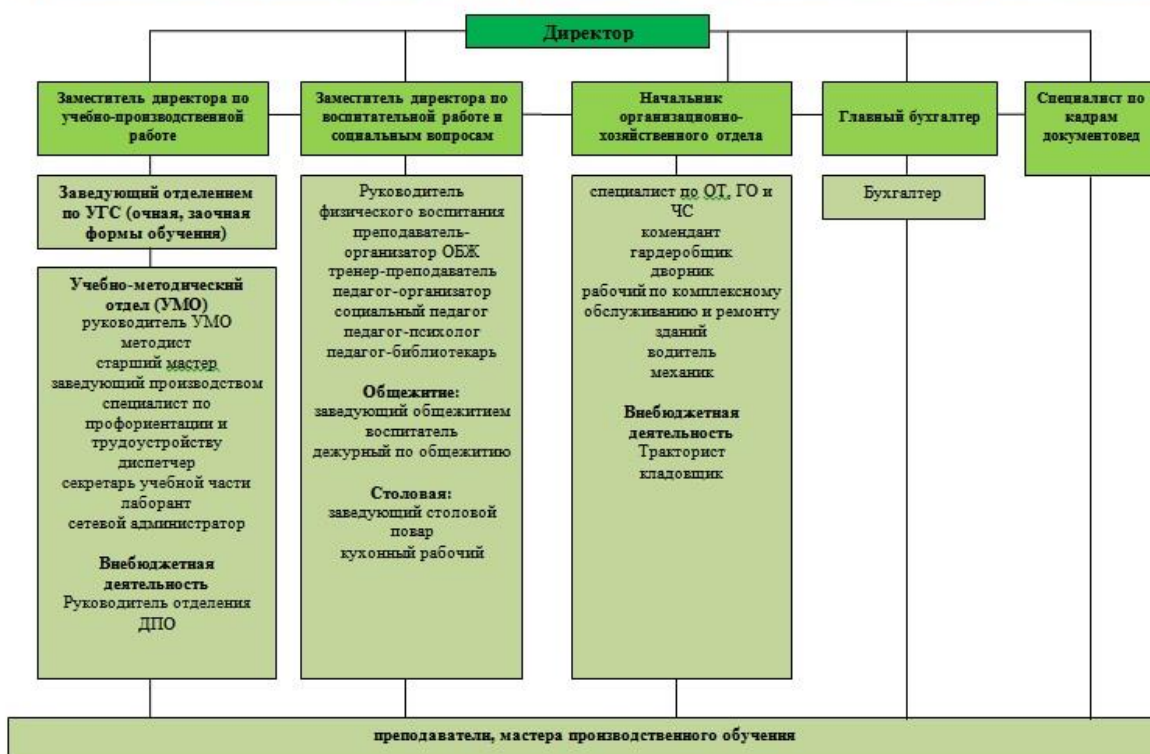 Директор
Заместитель директора по
учебно-производственной
работе
Заместитель директора по
воспитательной работе и
социальным вопросам
Начальник
организационно-
хозяйственного отдела
Главный бухгалтер
Специалист по
кадрам
документовед
Заведующий отделением
по УГС (очная, заочная
формы обучения)
Учебно-методический
отдел (УМО)
руководитель УМО
методист
старший мастер
заведующий производством
специалист по
профориентации и
трудоустройству
диспетчер
секретарь учебной части
лаборант
сетевой администратор
Внебюджетная
деятельность
Руководитель отделения
ДПО
Руководитель
физического воспитания
преподаватель-
организатор ОБЖ
тренер-преподаватель
педагог-организатор
социальный педагог
педагог-психолог
педагог-библиотекарь
Общежитие:
заведующий общежитием
воспитатель
дежурный по общежитию
Столовая:
заведующий столовой
повар
кухонный рабочий
специалист по ОТ, ГО и
ЧС
комендант
гардеробщик
дворник
рабочий по комплексному
обслуживанию и ремонту
зданий
водитель
механик
Внебюджетная
деятельность
Тракторист
кладовщик
Бухгалтер
преподаватели, мастера производственного обучения